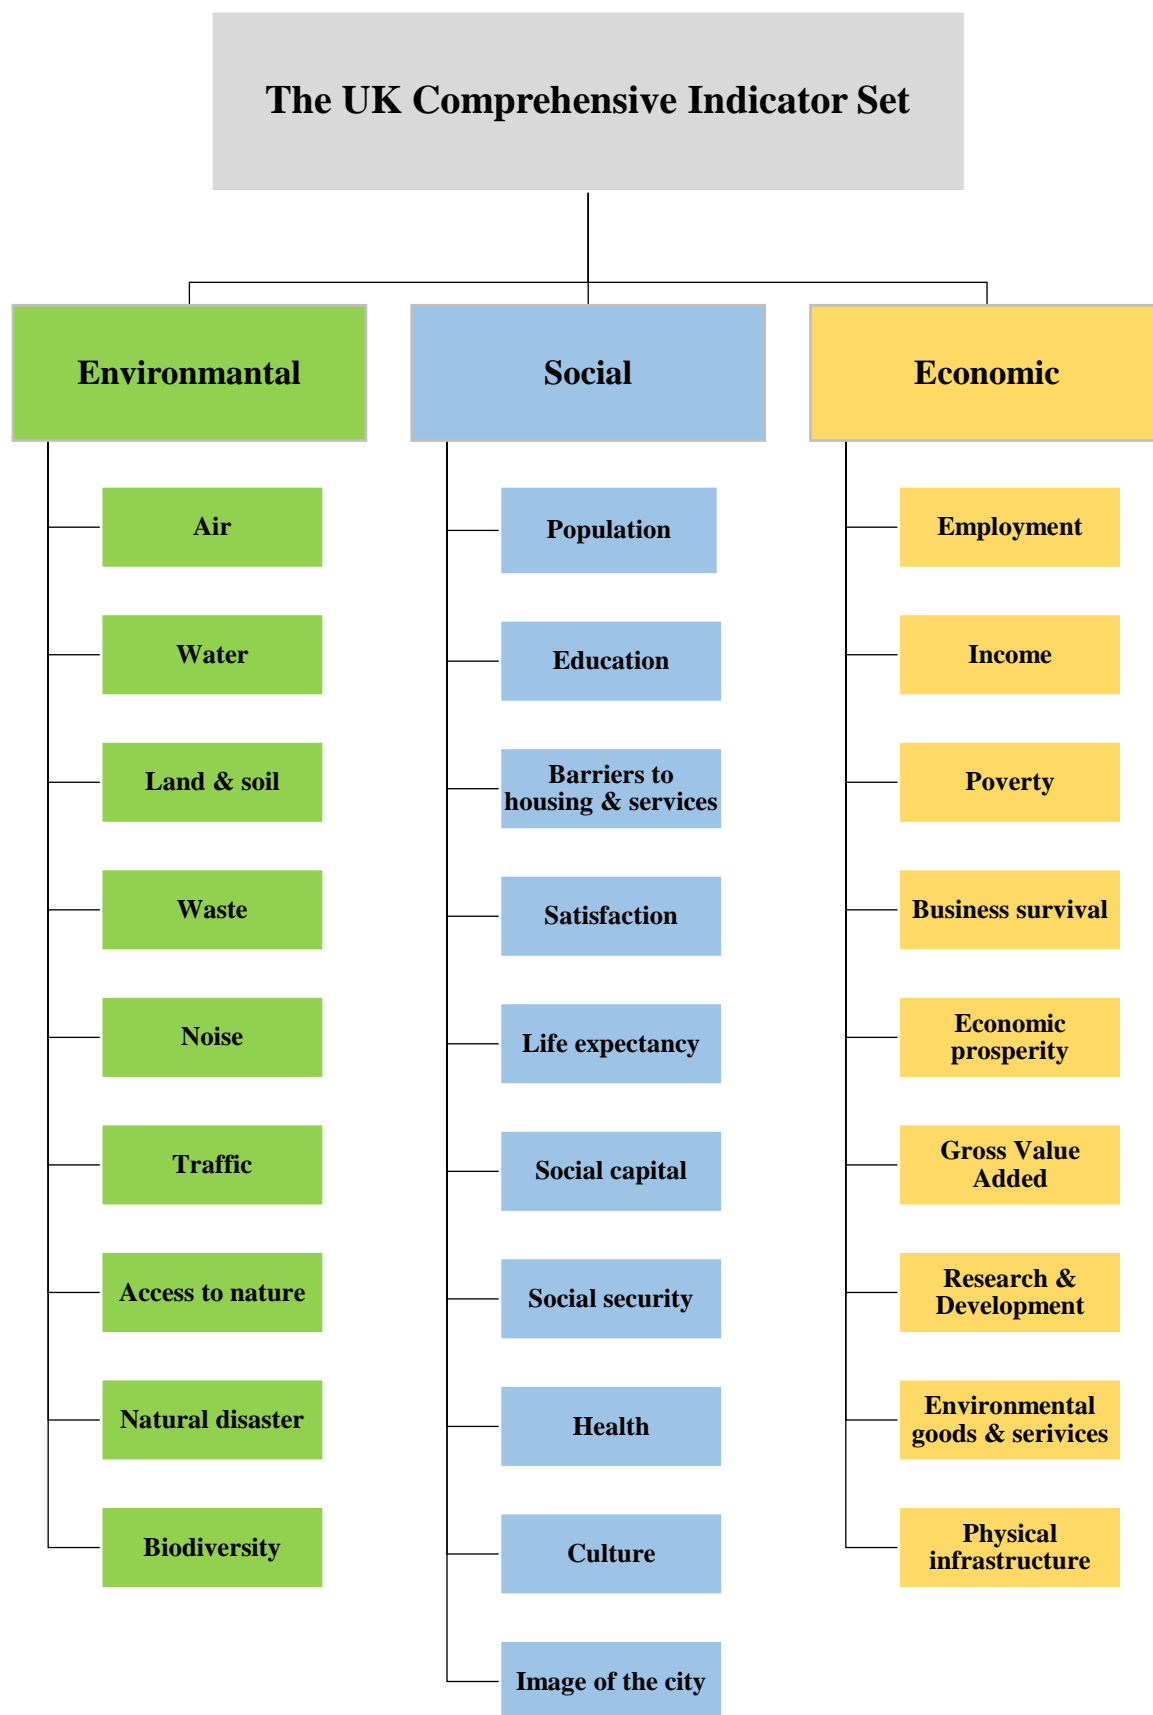 The UK Comprehensive Indicator Set
Environmantal
Air
Water
Land & soil
Waste
Noise
Traffic
Access to nature
Natural disaster
Biodiversity
Social
Population
Education
Barriers to
housing & services
Satisfaction
Life expectancy
Social capital
Social security
Health
Culture
Image of the city
Economic
Employment
Income
Poverty
Business survival
Economic
prosperity
Gross Value
Added
Research &
Development
Environmental
goods & serivices
Physical
infrastructure